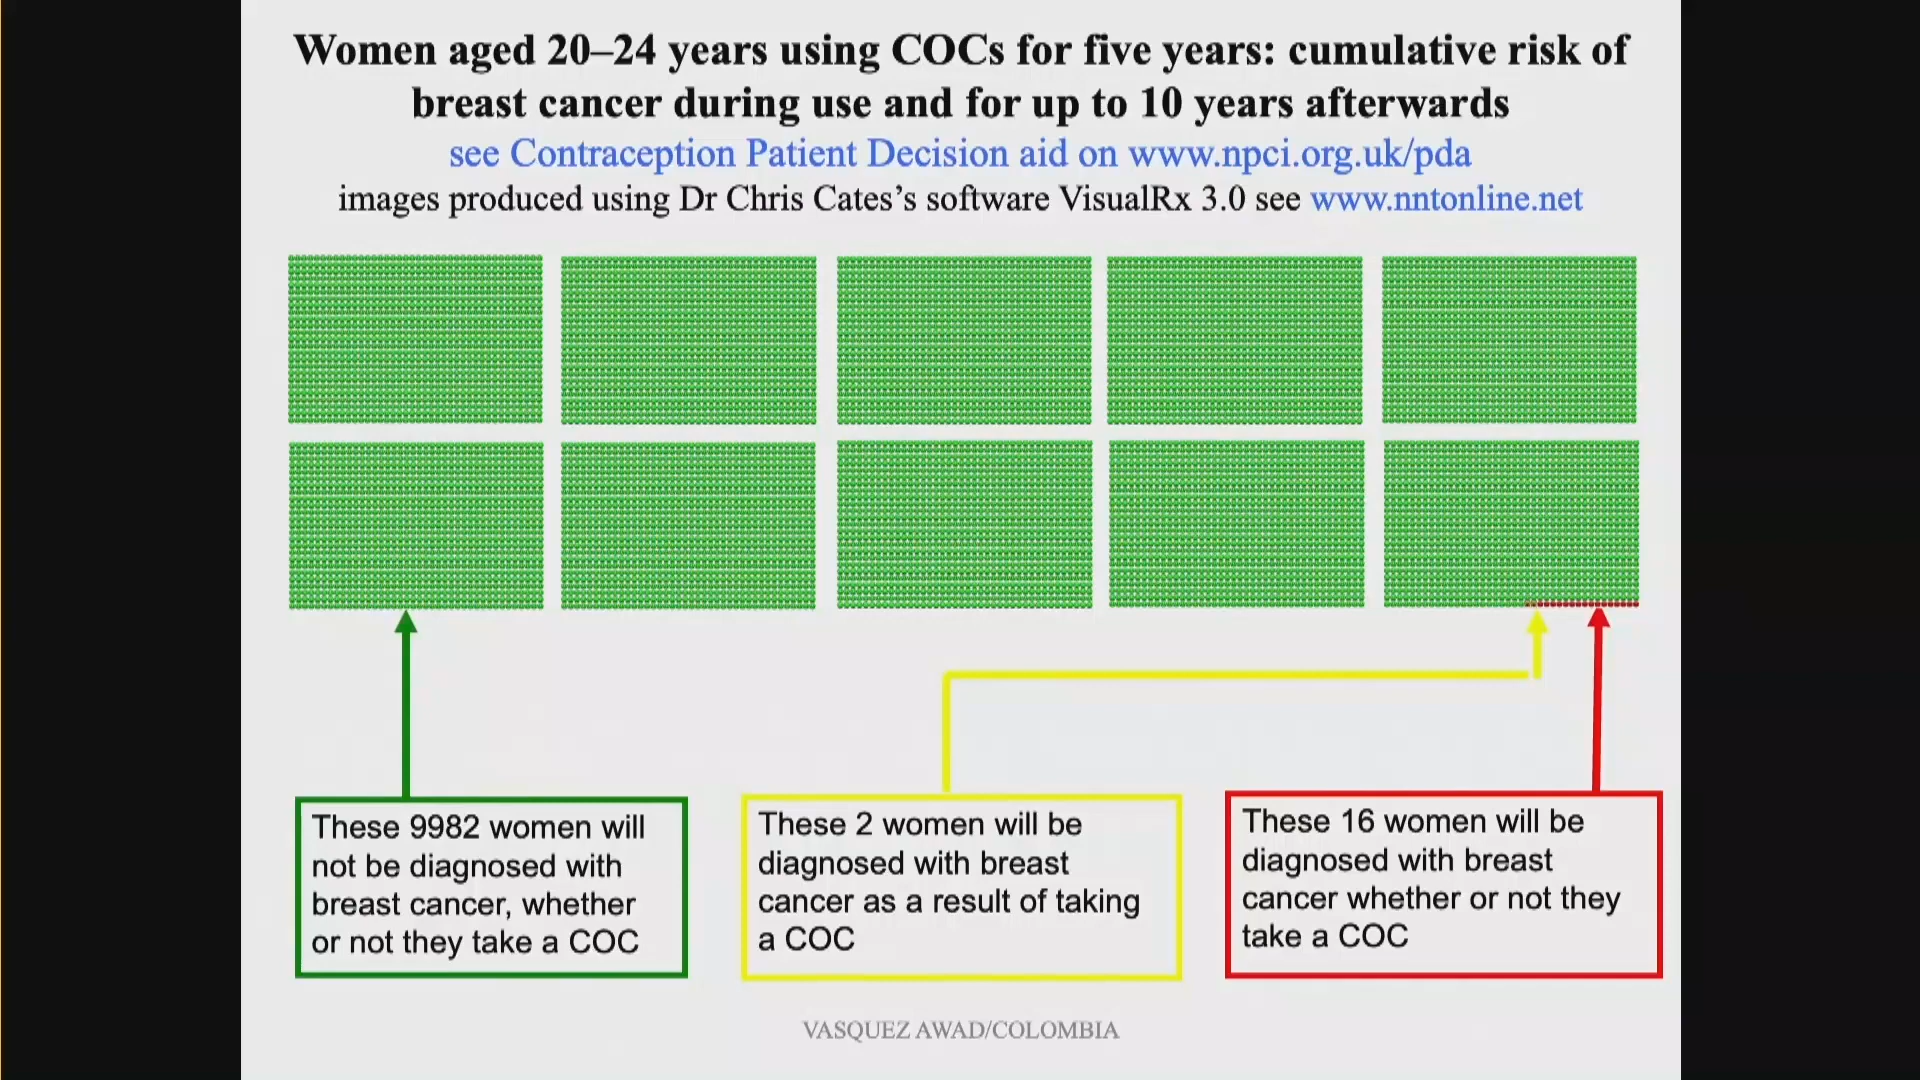 Women aged 20–24 years using COCs for five years: cumulative risk of
breast cancer during use and for up to 10 years afterwards
see Contraception Patient Decision aid on www.npci.org.uk/pda
images produced using Dr Chris Cates’s software VisualRx 3.0 see www.nntonline.net
These 9982 women will
not be diagnosed with
breast cancer, whether
or not they take a COC
These 2 women will be
diagnosed with breast
cancer as a result of taking
a COC
These 16 women will be
diagnosed with breast
cancer whether or not they
take a COC
VASQUEZ AWAD/COLOMBIA